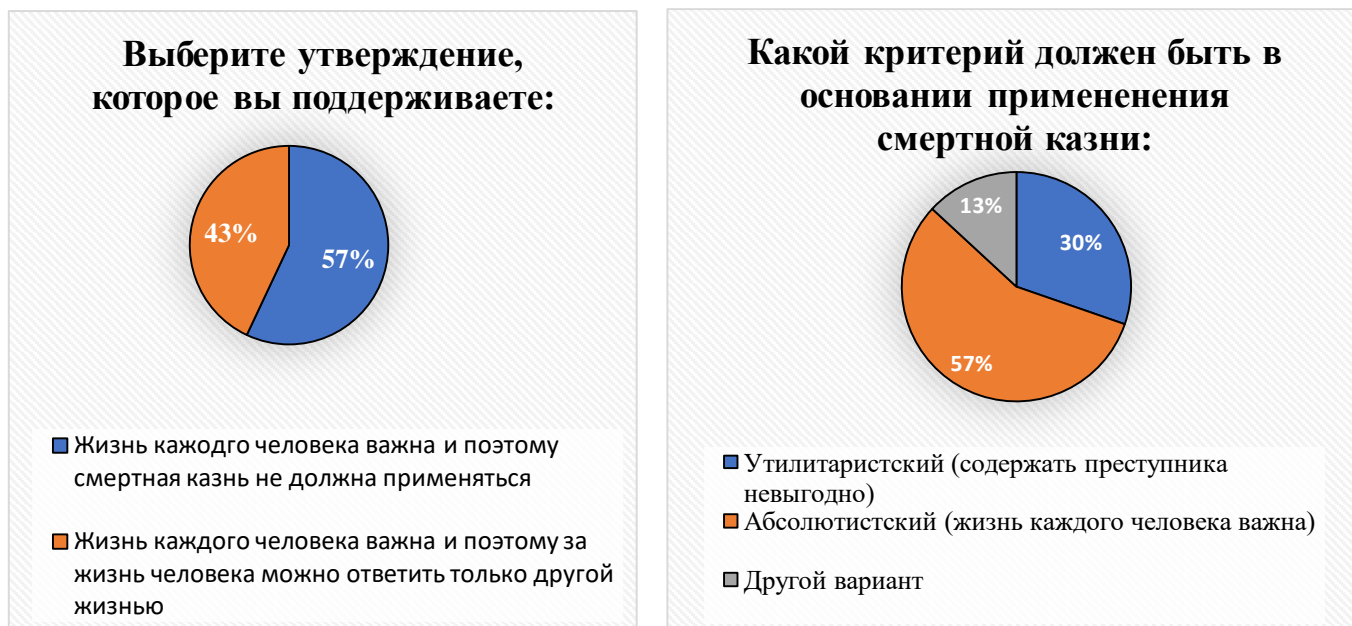 Выберите утверждение,
которое вы поддерживаете:
43%
57%
Жизнь кажодго человека важна и поэтому
смертная казнь не должна применяться
Жизнь каждого человека важна и поэтому за
жизнь человека можно ответить только другой
жизнью
Какой критерий должен быть в
основании примененения
смертной казни:
13%
30%
57%
Утилитаристский (содержать преступника
невыгодно)
Абсолютистский (жизнь каждого человека важна)
Другой вариант